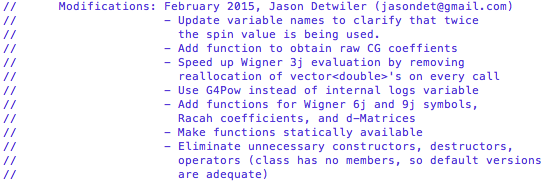 //      Modifications: February 2015, Jason Detwiler (jasondet@gmail.com)
//                     - Update variable names to clarify that twice
//                       the spin value is being used.
//                     - Add function to obtain raw CG coeffients
//                     - Speed up Wigner 3j evaluation by removing
//                       reallocation of vector<double>'s on every call
//                     - Use G4Pow instead of internal logs variable
//                     - Add functions for Wigner 6j and 9j symbols,
//                       Racah coefficients, and d-Matrices
//                     - Make functions statically available
//                     - Eliminate unnecessary constructors, destructors,
//                       operators (class has no members, so default versions
//                       are adequate)